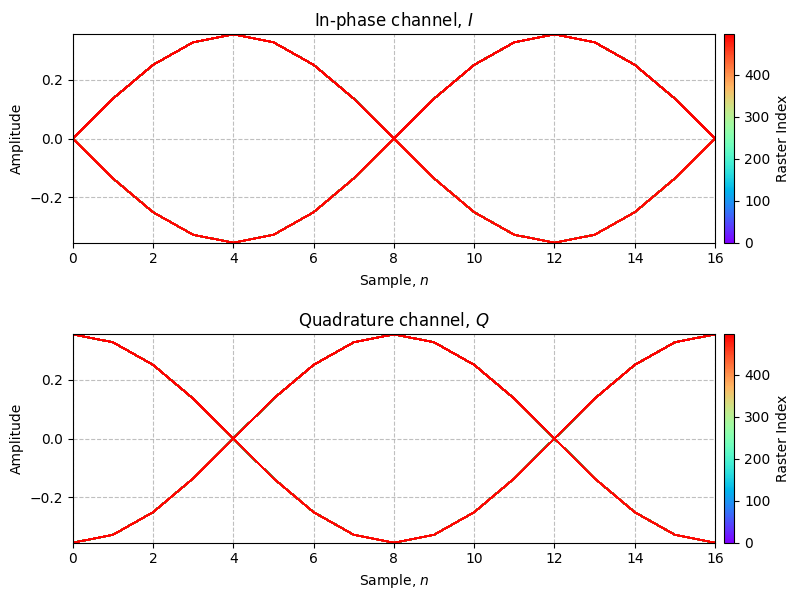 In-phase channel, I
Amplitude
0.2
0.0
−0.2
0 2 4 6 8 10 12 14 16
Sample, n
400
300
200
100
0
Raster Index
Quadrature channel, Q
Amplitude
0.2
0.0
−0.2
0 2 4 6 8 10 12 14 16
Sample, n
400
300
200
100
0
Raster Index